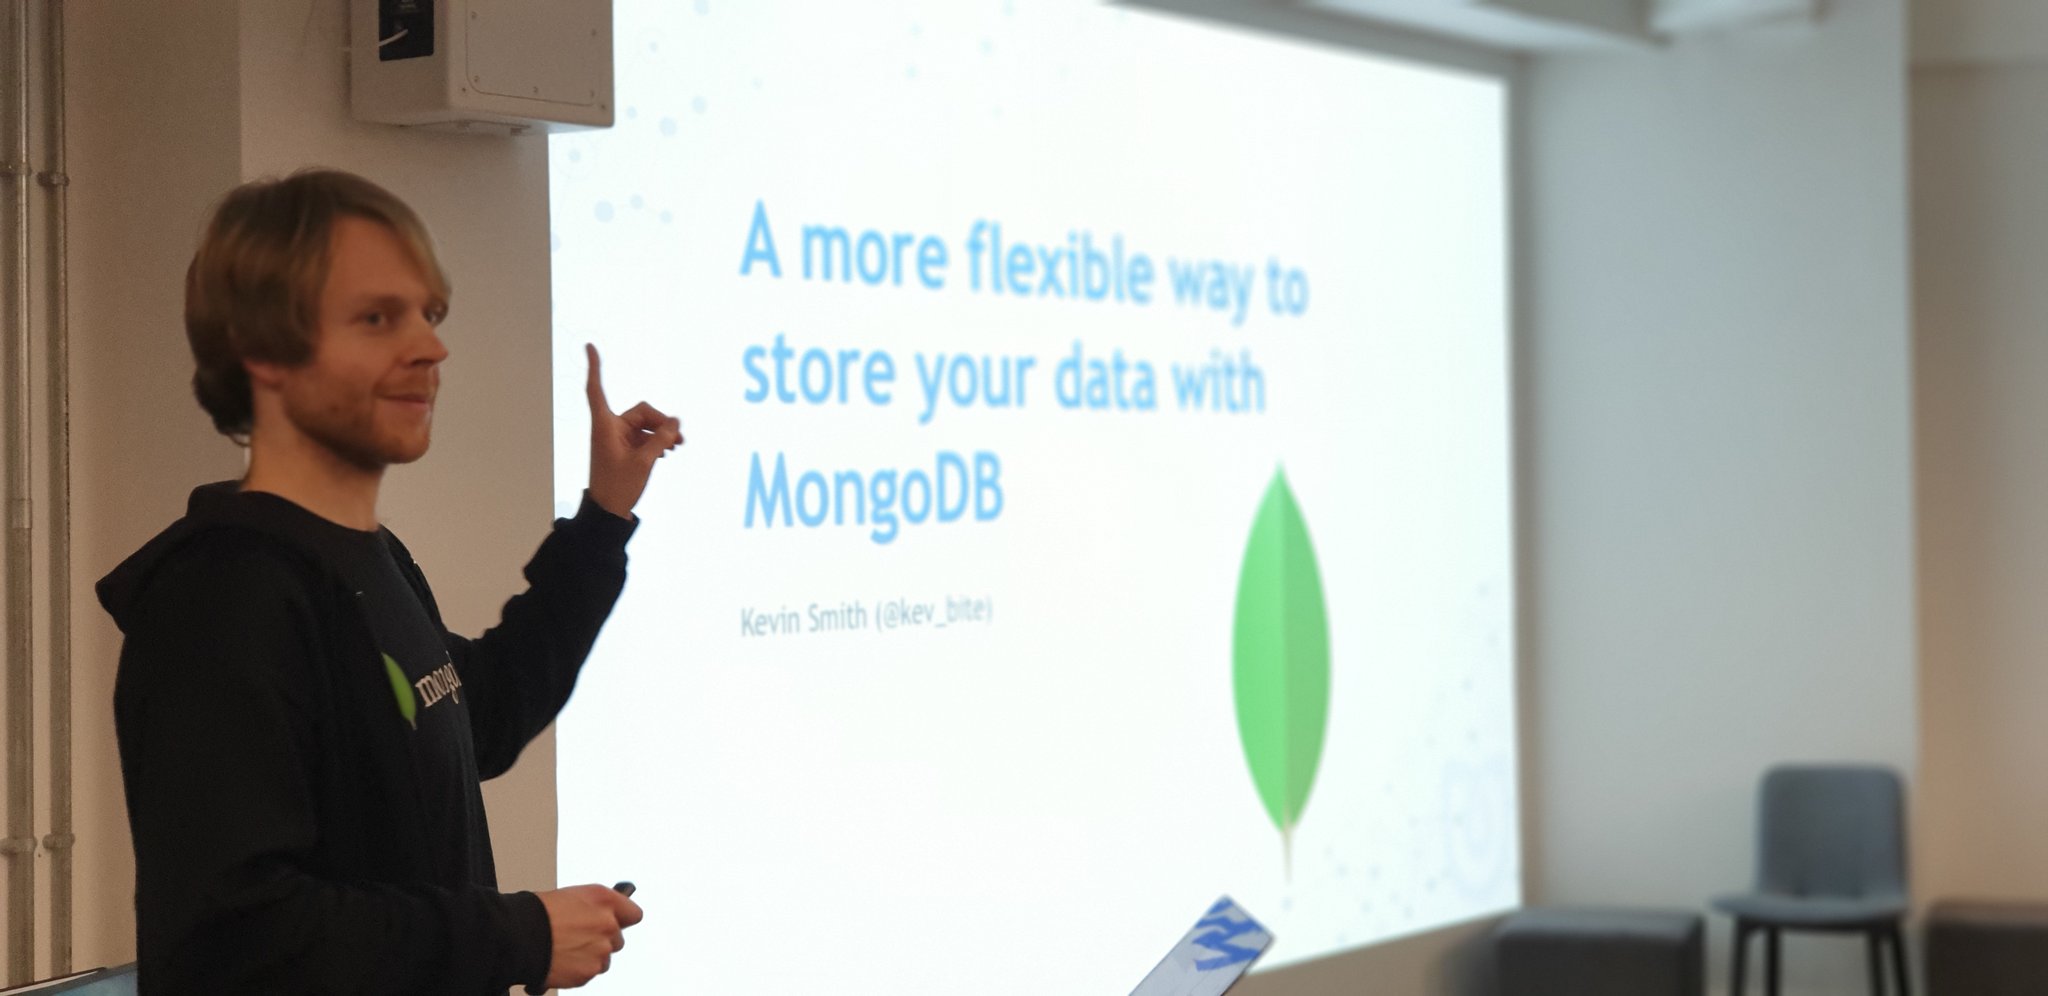 A more flexible way to
store your data with
MongoDB
Kevin Smith (@kev_bite)